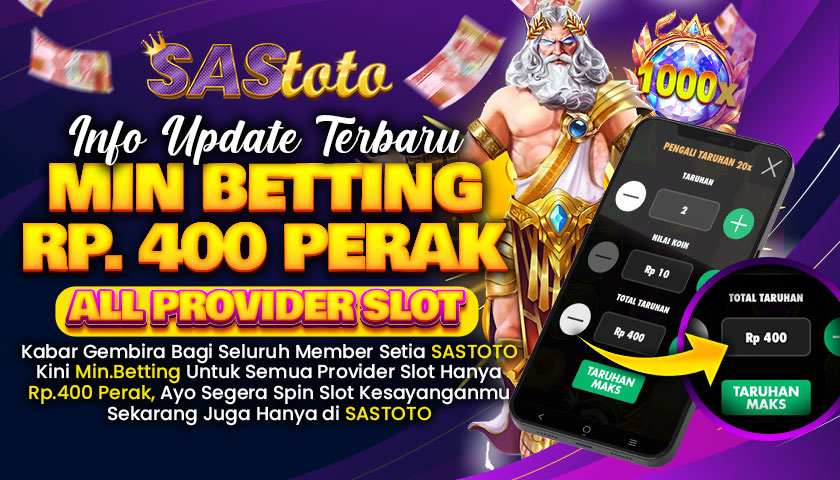 SAStoto
Info Update Terbaru
MIN BETTING
RP. 400 PERAK
ALL PROVIDER SLOT
Kabar Gembira Bagi Seluruh Member Setia SASTOTO
Kini Min.Betting Untuk Semua Provider Slot Hanya
Rp.400 Perak, Ayo Segera Spin Slot Kesayanganmu
Sekarang Juga Hanya di SASTOTO
1000x
PENGALI TARUHAN 20x
TARUHAN
2
NILAI KOIN
Rp 10
TOTAL TARUHAN
Rp 400
TARUHAN
MAKS
TOTAL TARUHAN
Rp 400
TARUHAN
MAKS